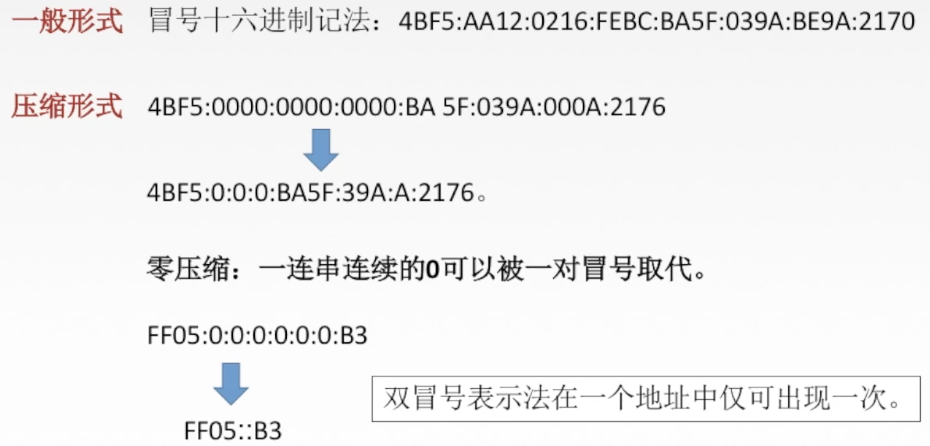 一般形式 冒号十六进制记法：4BF5:AA12:0216:FEBC:BA5F:039A:BE9A:2170
压缩形式 4BF5:0000:0000:0000:BA 5F:039A:000A:2176
4BF5:0:0:0:BA5F:39A:A:2176。
零压缩：一连串连续的0可以被一对冒号取代。
FF05:0:0:0:0:0:0:B3
双冒号表示法在一个地址中仅可出现一次。
FF05::B3